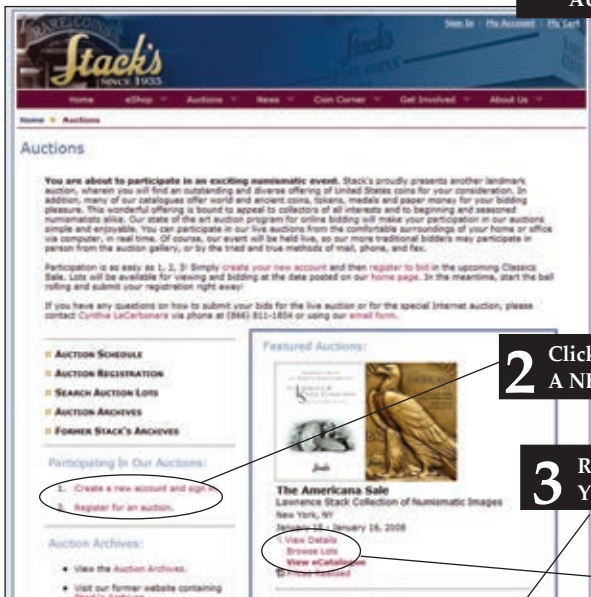 RARE COINS
Stack's
SINCE 1935
Sign In
My Account
My Cart
Home
eShop
Auctions
News
Coin Corner
Get Involved
About Us
Home
Auctions
Auctions
You are about to participate in an exciting numismatic event. Stack's proudly presents another landmark
auction, wherein you will find an outstanding and diverse offering of United States coins for your consideration. In
addition, many of our catalogues offer world and ancient coins, tokens, medals and paper money for your bidding
pleasure. This wonderful offering is bound to appeal to collectors of all interests and to beginning and seasoned
numismatists alike. Our state of the art auction program for online bidding will make your participation in our auctions
simple and enjoyable. You can participate in our live auctions from the comfortable surroundings of your home or office
via computer, in real time. Of course, our event will be held live, so our more traditional bidders may participate in
person from the auction gallery, or by the tried and true methods of mail, phone, and fax.
Participation is as easy as 1, 2, 3! Simply create your new account and then register to bid in the upcoming Classics
Sale. Lots will be available for viewing and bidding at the date posted on our home page. In the meantime, start the ball
rolling and submit your registration right away!
If you have any questions on how to submit your bids for the live auction or for the special Internet auction, please
contact Cynthia LaCarbonara via phone at (866) 811-1804 or using our email form.
AUCTION SCHEDULE
AUCTION REGISTRATION
SEARCH AUCTION LOTS
AUCTION ARCHIVES
FORMER STACK'S ARCHIVES
Participating In Our Auctions:
1. Create a new account and sign in.
2. Register for an auction.
Auction Archives:
• View the Auction Archives.
• Visit our former website containing
Stack's Archives
Featured Auctions:
The Americana Sale
Lawrence Stack Collection of Numismatic Images
New York, NY
January 15 - January 16, 2008
View Details
Browse Lots
View eCatalogue
Prices Realized
2 Click
A NE
3 R
Y